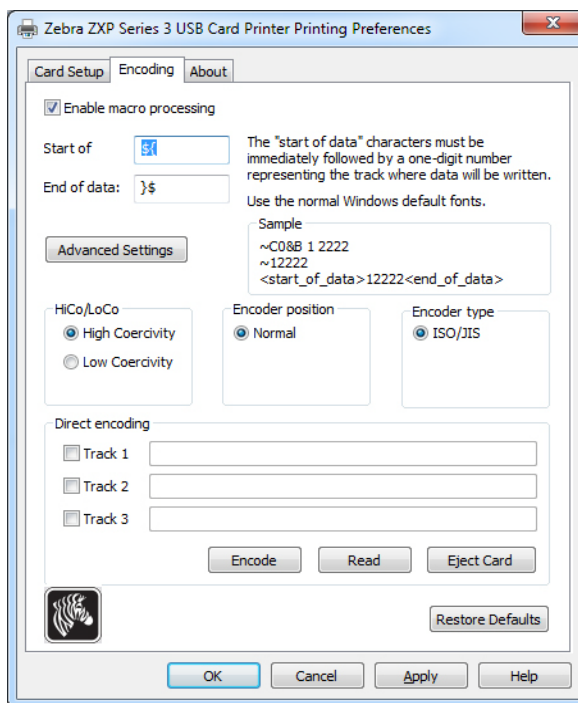 Zebra ZXP Series 3 USB Card Printer Printing Preferences
Card Setup Encoding About
Enable macro processing
Start of ${
End of data: }$
The "start of data" characters must be
immediately followed by a one-digit number
representing the track where data will be written.
Use the normal Windows default fonts.
Advanced Settings
Sample
~C0&B 1 2222
~12222
<start_of_data>12222<end_of_data>
HiCo/LoCo
High Coercivity
Low Coercivity
Encoder position
Normal
Encoder type
ISO/JIS
Direct encoding
Track 1
Track 2
Track 3
Encode Read Eject Card
Restore Defaults
OK Cancel Apply Help